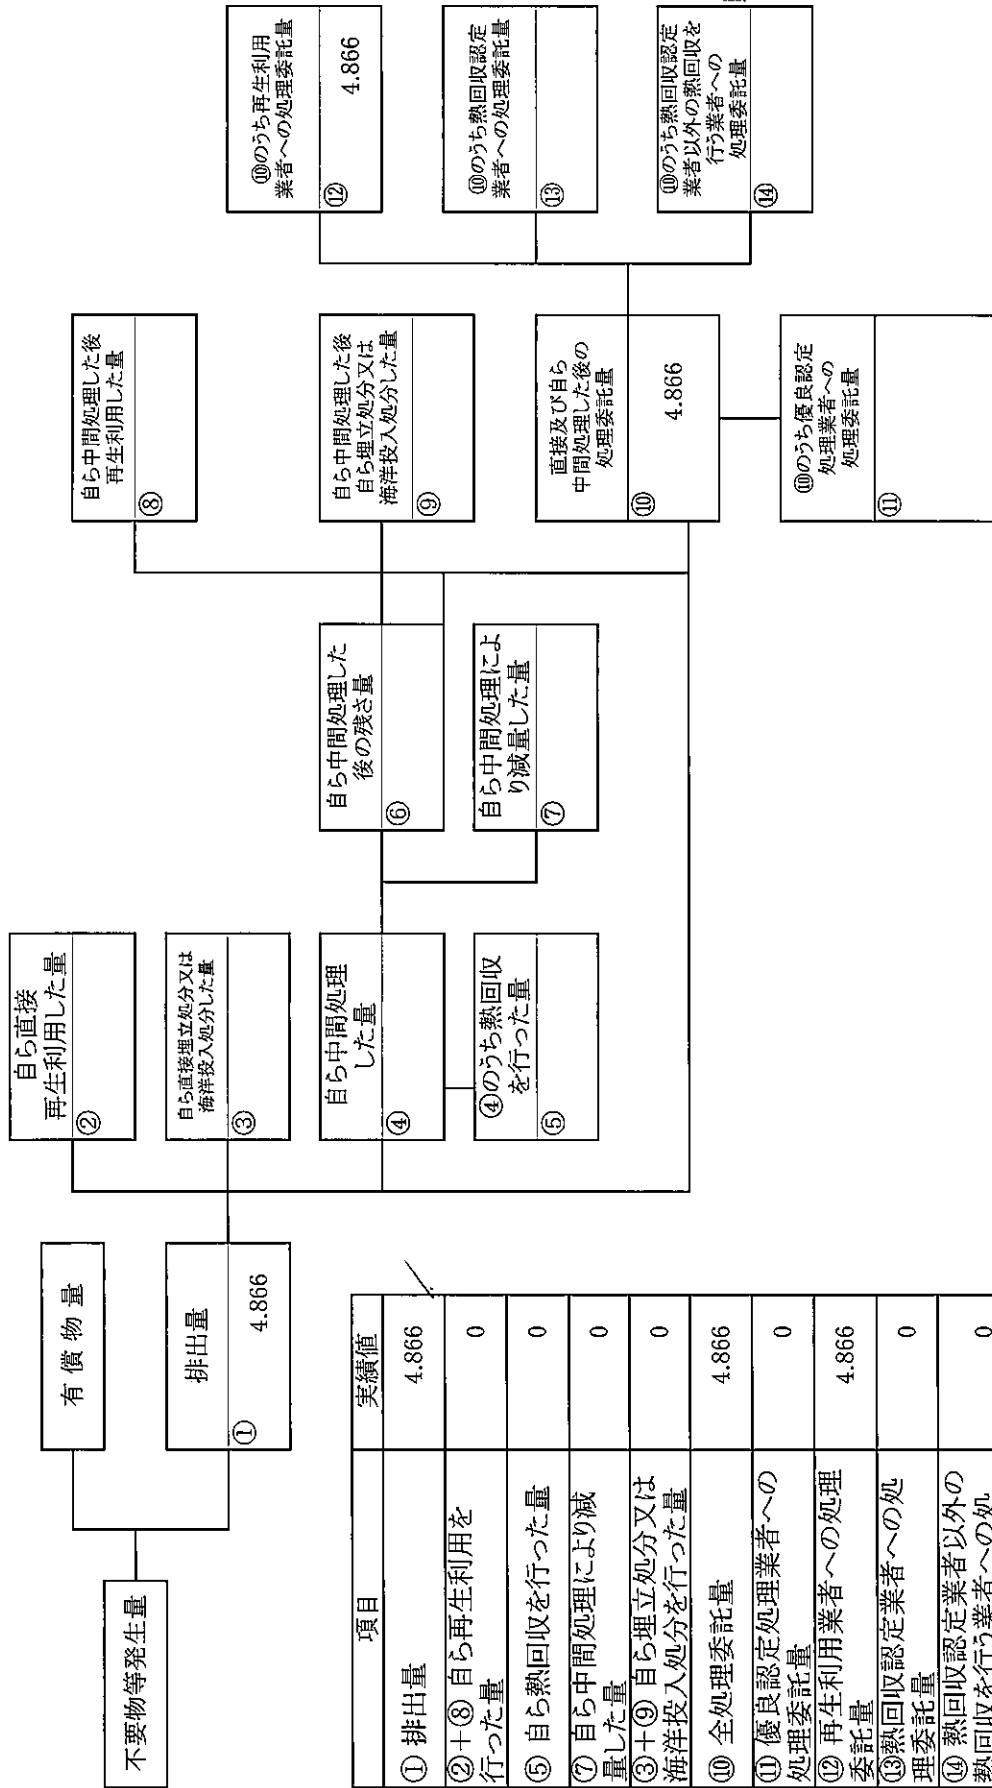 不要物等発生量
有償物量
排出量
①
4.866
自ら直接
再生利用した量
②
自ら直接埋立処分又は
海洋投入処分した量
③
自ら中間処理
した量
④
④のうち熱回収
を行った量
⑤
自ら中間処理した
後の残さ量
⑥
自ら中間処理によ
り減量した量
⑦
自ら中間処理した後
再生利用した量
⑧
自ら中間処理した後
自ら埋立処分又は
海洋投入処分した量
⑨
直接及び自ら
中間処理した後の
処理委託量
⑩
4.866
⑩のうち優良認定
処理業者への
処理委託量
⑪
⑩のうち再生利用
業者への処理委託量
⑫
4.866
⑩のうち熱回収認定
業者への処理委託量
⑬
⑩のうち熱回収認定
業者以外の熱回収を
行う業者への
処理委託量
⑭
項目
実績値
① 排出量
4.866
②+⑧ 自ら再生利用を
行った量
0
⑤ 自ら熱回収を行った量
0
⑦ 自ら中間処理により減
量した量
0
③+⑨ 自ら埋立処分又は
海洋投入処分を行った量
0
⑩ 全処理委託量
4.866
⑪ 優良認定処理業者への
処理委託量
0
⑫ 再生利用業者への処理
委託量
4.866
⑬熱回収認定業者への処
理委託量
0
⑭ 熱回収認定業者以外の
熱回収を行う業者への処
0